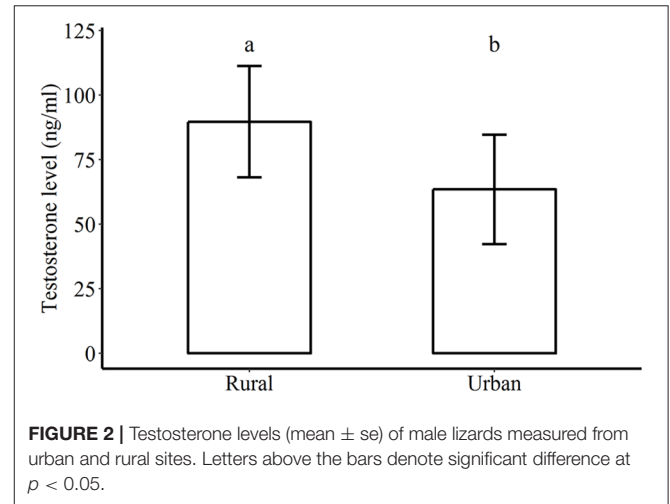 Testosterone level (ng/ml)
125
100
75
50
25
0
a
b
Rural
Urban
FIGURE 2 | Testosterone levels (mean ± se) of male lizards measured from
urban and rural sites. Letters above the bars denote significant difference at
p < 0.05.